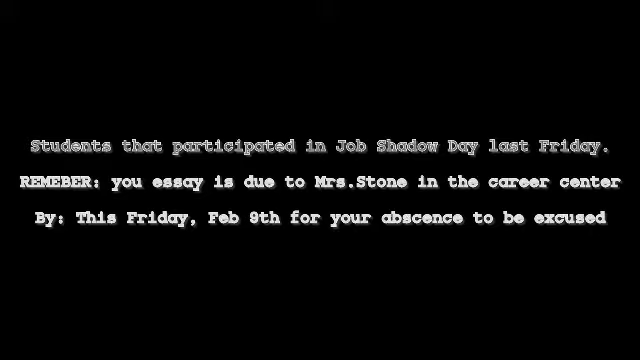 Students that participated in Job Shadow Day last Friday.
REMEBER: you essay is due to Mrs.Stone in the career center
By: This Friday, Feb 9th for your abscence to be excused